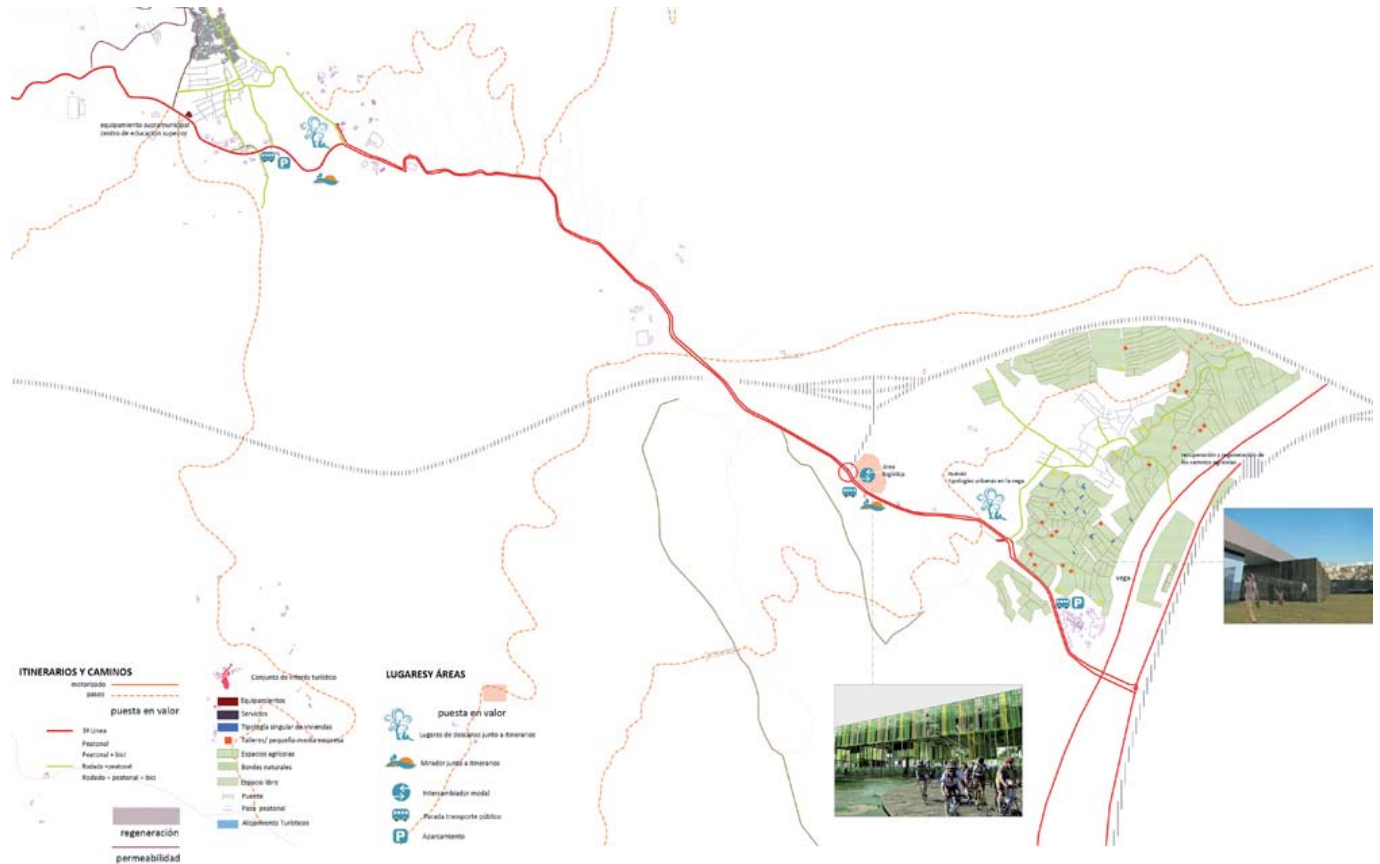 equipamiento supramunicipal
centro de educación superior
P
área
logística
nuevas
tipologías urbanas en la vega
recuperación y regeneración de
los caminos agrícolas
vega
P
ITINERARIOS Y CAMINOS
motorizado
paseo
puesta en valor
Peatonal
Peatonal + bici
Rodado +peatonal
Rodado + peatonal + bici
regeneración
permeabilidad
Conjunto de interés turístico
Equipamientos
Servicios
Tipología singular de viviendas
Talleres/ pequeña-media empresa
Espacios agrícolas
Bordes naturales
Espacio libre
Puente
Paso peatonal
Alojamiento Turísticos
LUGARESY ÁREAS
puesta en valor
Lugares de descanso junto a itinerarios
Mirador junto a itinerarios
Intercambiador modal
Parada transporte público
P
Aparcamiento